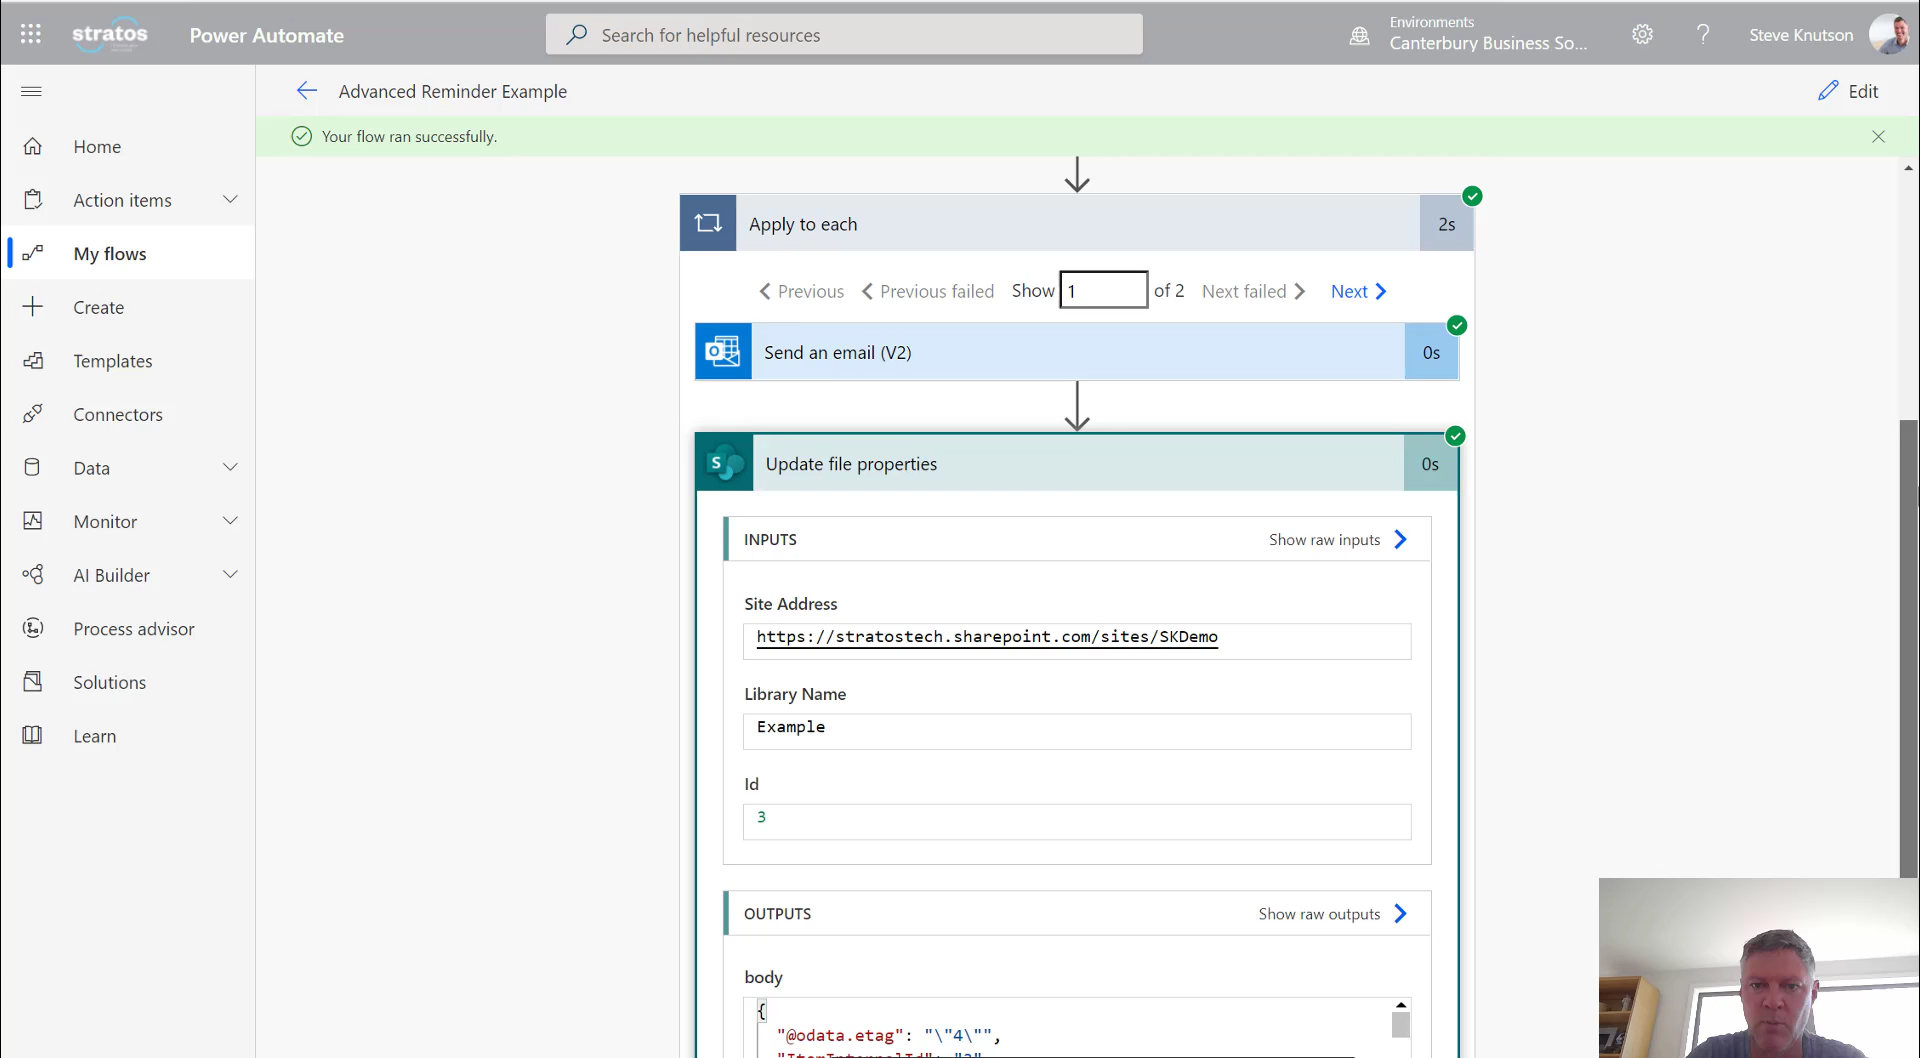 stratos
Power Automate
Search for helpful resources
Environments
Canterbury Business So...
?
Steve Knutson
Advanced Reminder Example
Edit
Your flow ran successfully.
Home
Action items
My flows
Create
Templates
Connectors
Data
Monitor
AI Builder
Process advisor
Solutions
Learn
Apply to each
2s
Previous
Previous failed
Show 1 of 2
Next failed
Next
Send an email (V2)
0s
Update file properties
0s
INPUTS
Show raw inputs
Site Address
https://stratostech.sharepoint.com/sites/SKDemo
Library Name
Example
Id
3
OUTPUTS
Show raw outputs
body
{
"@odata.etag": "\"4\"",